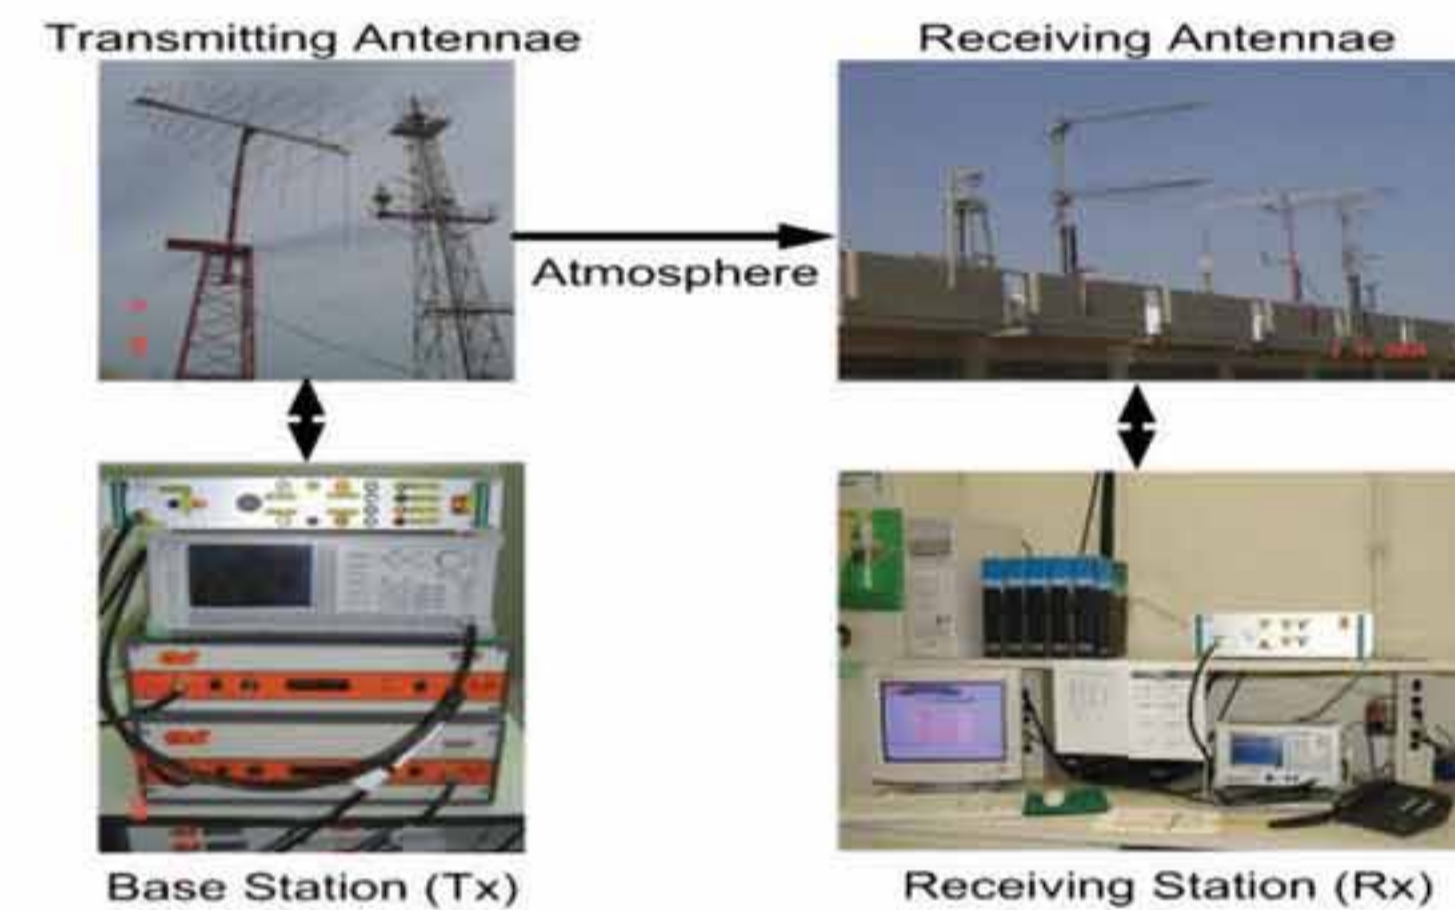 Transmitting Antennae
Receiving Antennae
Atmosphere
Base Station (Tx)
Receiving Station (Rx)